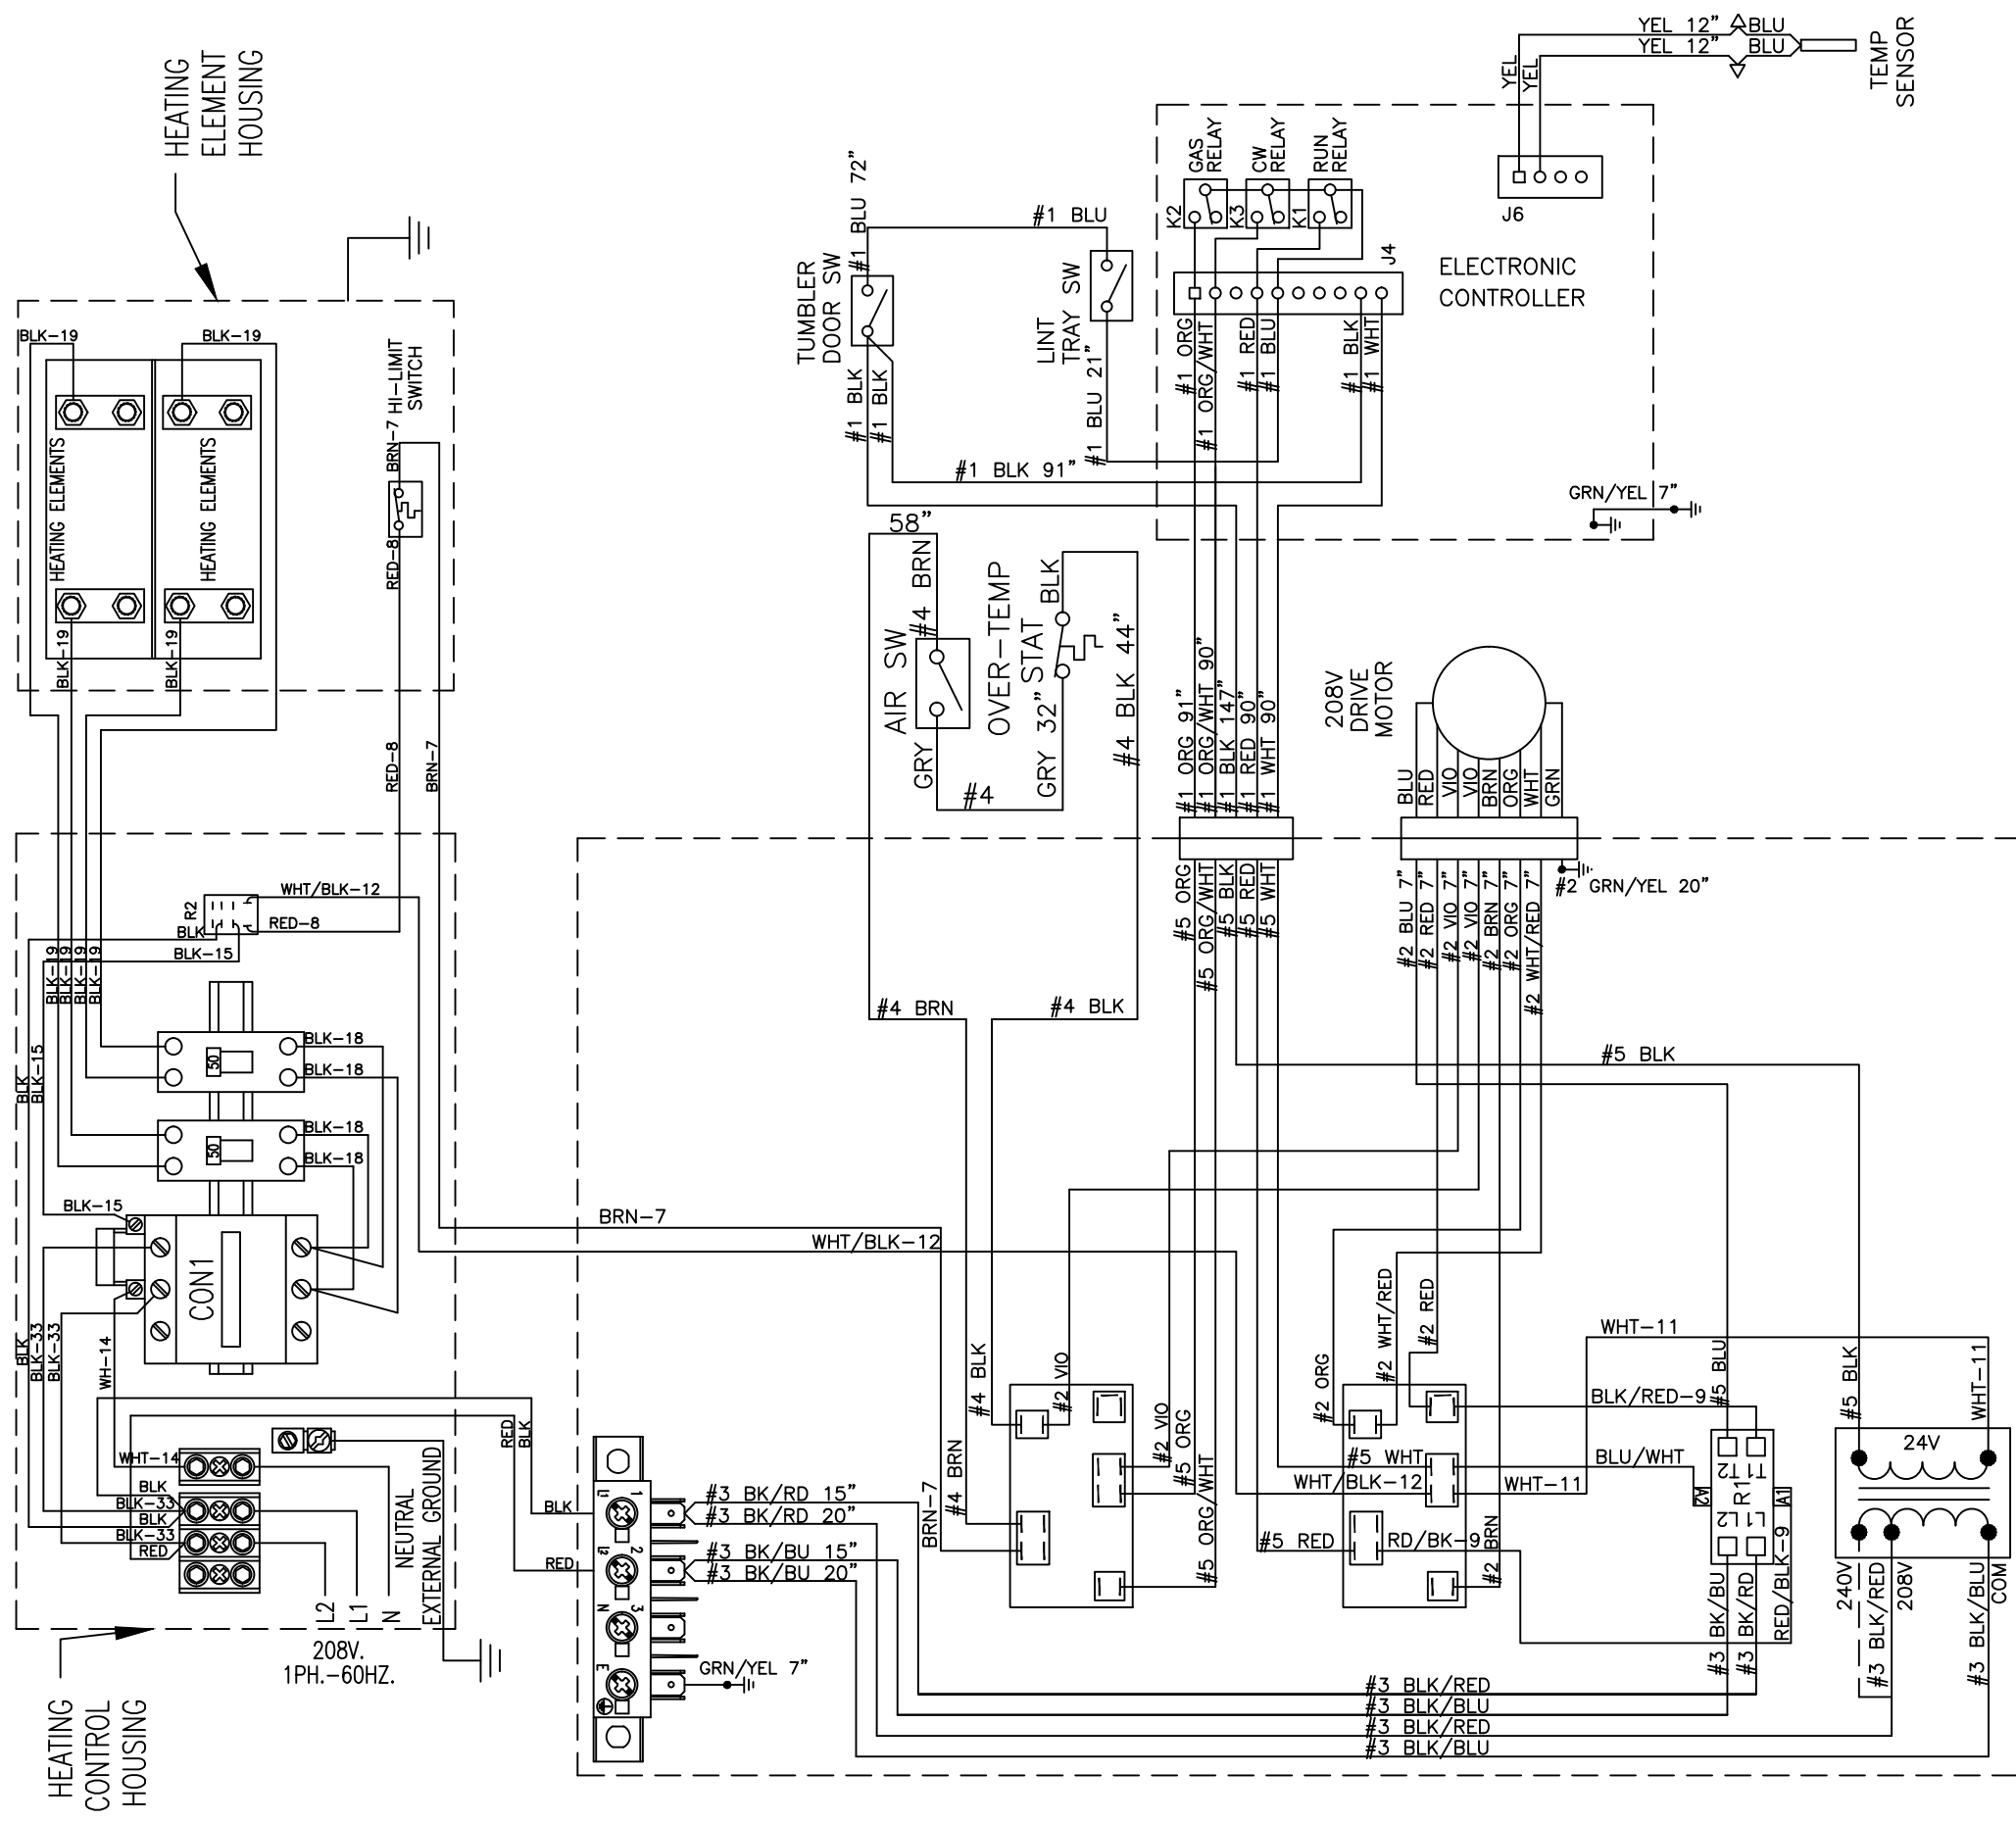 HEATING
ELEMENT
HOUSING
BLK-19
BLK-19
HEATING ELEMENTS
HEATING ELEMENTS
BLK-19
BLK-19
HI-LIMIT
SWITCH
BRN-7
RED-8
RED-8
BRN-7
TUMBLER
DOOR SW
#1 BLU 72"
#1 BLU
LINT
TRAY SW
#1 BLU 21"
#1 BLK
#1 BLK
#1 BLK 91"
GAS
RELAY
CW
RELAY
RUN
RELAY
K2
K3
K1
J4
ELECTRONIC
CONTROLLER
J6
YEL
YEL
YEL 12"
BLU
YEL 12"
BLU
TEMP
SENSOR
#1 ORG
#1 ORG/WHT
#1 RED
#1 BLU
#1 BLK
#1 WHT
GRN/YEL 7"
58"
#4 BRN
AIR SW
GRY
#4
OVER-TEMP
STAT
BLK
GRY 32"
#4 BLK 44"
#1 ORG 91"
#1 ORG/WHT 90"
#1 BLK 147"
#1 RED 90"
#1 WHT 90"
208V
DRIVE
MOTOR
BLU
RED
VIO
VIO
BRN
ORG
WHT
GRN
#5 ORG
#5 ORG/WHT
#5 BLK
#5 RED
#5 WHT
#2 BLU 7"
#2 RED 7"
#2 VIO 7"
#2 VIO 7"
#2 BRN 7"
#2 ORG 7"
#2 WHT/RED 7"
#2 GRN/YEL 20"
R2
WHT/BLK-12
BLK
RED-8
BLK-15
BLK-19
BLK-19
BLK-19
BLK-19
BLK
BLK-15
50
BLK-18
BLK-18
50
BLK-18
BLK-18
BLK-15
CON1
BLK
BLK-33
BLK-33
WH-14
#4 BRN
#4 BLK
#5 BLK
BRN-7
WHT/BLK-12
#2 WHT/RED
#2 RED
#2 ORG
WHT-11
#5 BLU
#5 BLK
WHT-11
#4 BLK
#2 VIO
BLK/RED-9
RED
BLK
WHT-14
BLK
BLK-33
BLK
BLK-33
RED
NEUTRAL
EXTERNAL GROUND
L2
L1
N
208V.
1PH.-60HZ.
HEATING
CONTROL
HOUSING
BLK
RED
L1
1
L2
2
N
3
E
#3 BK/RD 15"
#3 BK/RD 20"
#3 BK/BU 15"
#3 BK/BU 20"
GRN/YEL 7"
BRN-7
#4 BRN
#2 VIO
#5 ORG
#5 ORG/WHT
#5 WHT
WHT/BLK-12
#5 RED
RD/BK-9
#2 BRN
BLU/WHT
WHT-11
T2
T1
A2
R1
A1
L2
L1
24V
240V
#3 BLK/RED
208V
#3 BLK/BLU
COM
#3 BK/BU
#3 BK/RD
RED/BLK-9
#3 BLK/RED
#3 BLK/BLU
#3 BLK/RED
#3 BLK/BLU